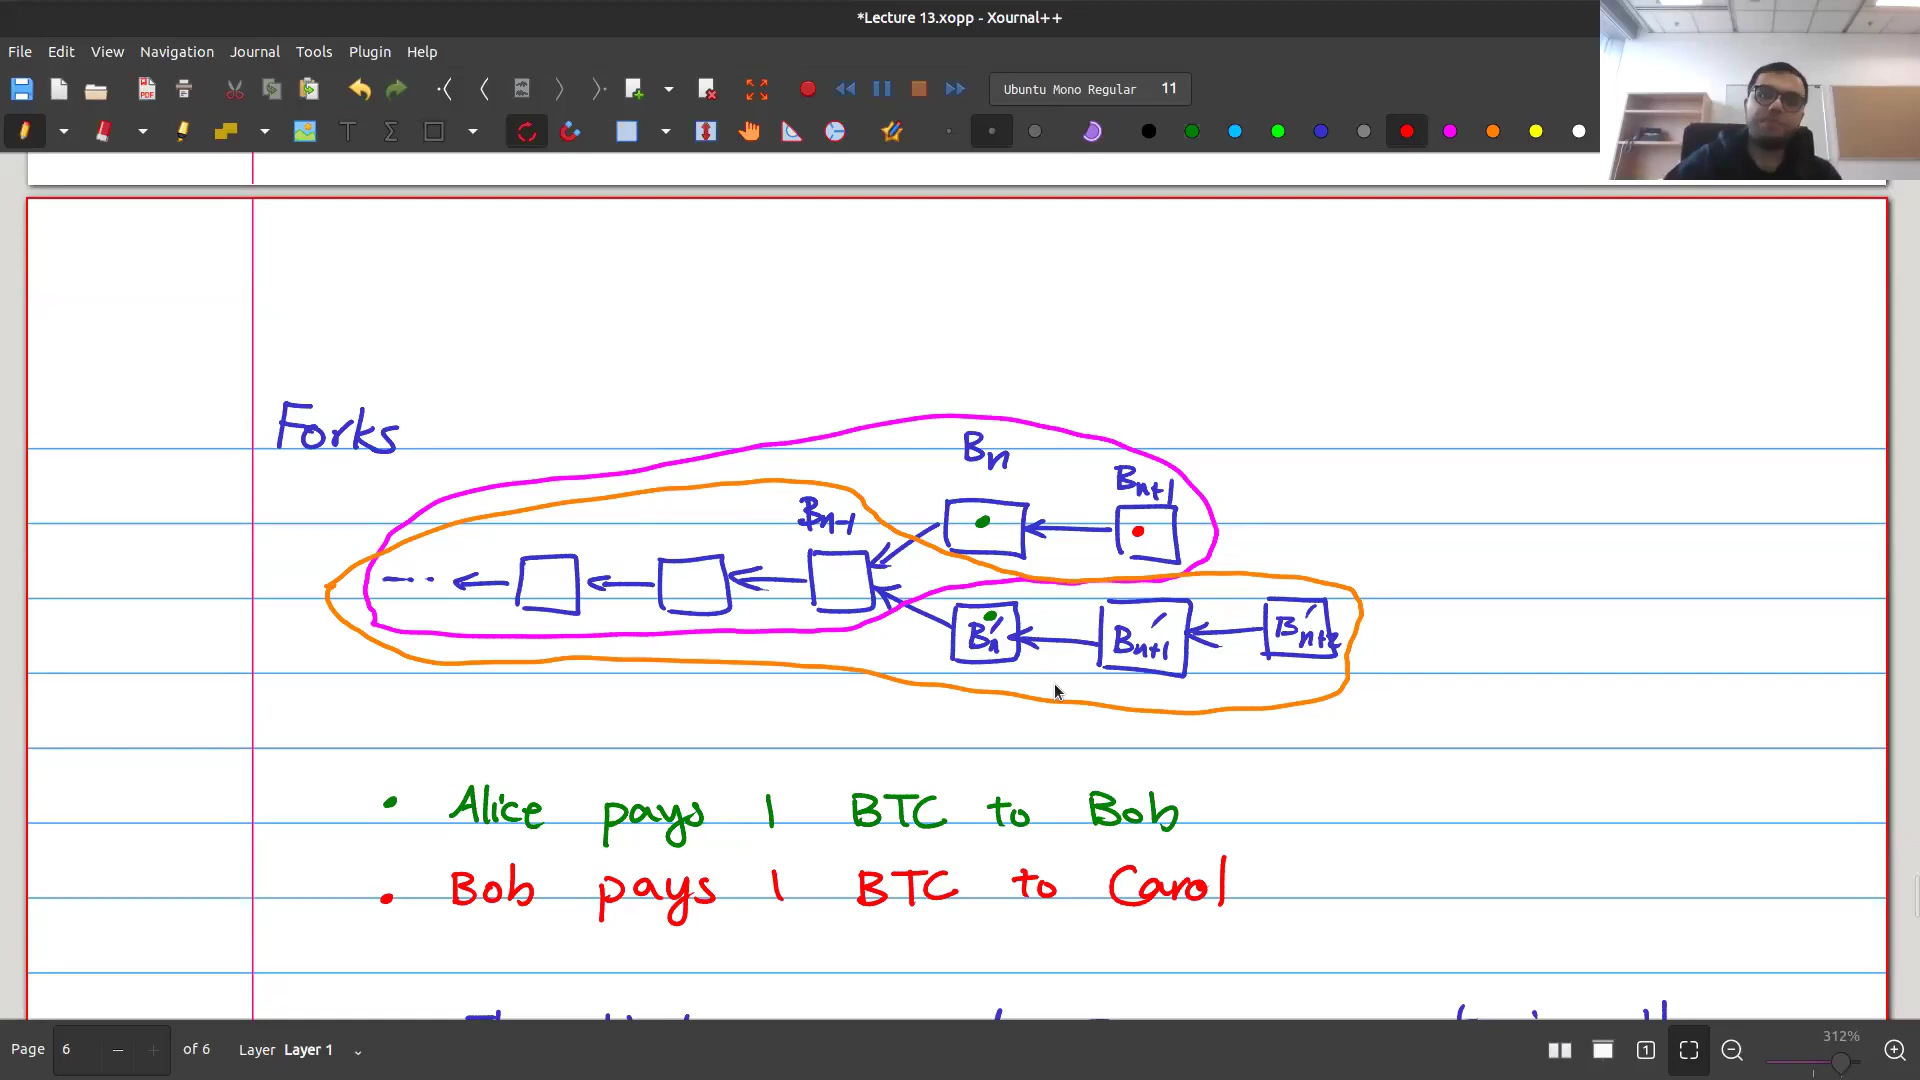 *Lecture 13.xopp - Xournal++
File Edit View Navigation Journal Tools Plugin Help
PDF
Ubuntu Mono Regular 11
Forks
Bn
Bn+1
Bn-1
B'n
B'n+1
B'n+2
• Alice pays 1 BTC to Bob
• Bob pays 1 BTC to Carol
Page 6 of 6 Layer Layer 1
312%